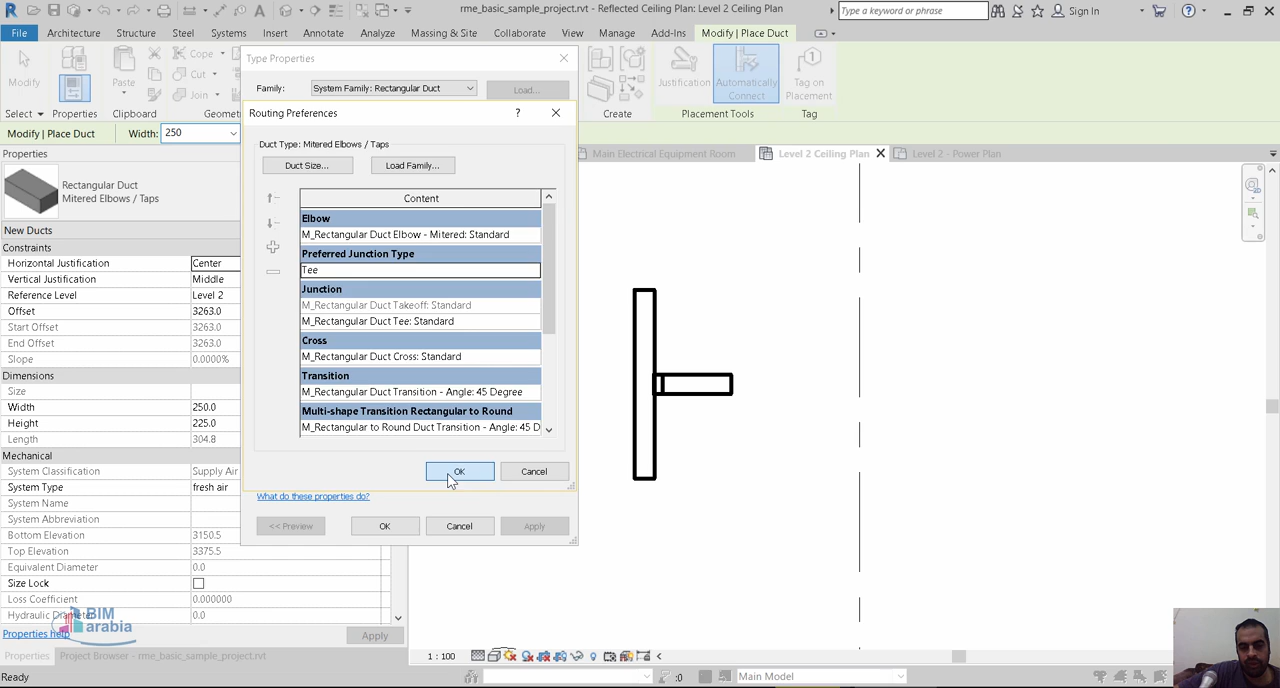 rme_basic_sample_project.rvt - Reflected Ceiling Plan: Level 2 Ceiling Plan
Type a keyword or phrase
Sign In
File
Architecture
Structure
Steel
Systems
Insert
Annotate
Analyze
Massing & Site
Collaborate
View
Manage
Add-Ins
Modify | Place Duct
Modify
Paste
Cope
Cut
Join
Justification
Automatically
Connect
Tag on
Placement
Select
Properties
Clipboard
Geomet
Create
Placement Tools
Tag
Modify | Place Duct
Width:
250
Properties
Rectangular Duct
Mitered Elbows / Taps
New Ducts
Constraints
Horizontal Justification Center
Vertical Justification Middle
Reference Level Level 2
Offset 3263.0
Start Offset 3263.0
End Offset 3263.0
Slope 0.0000%
Dimensions
Size
Width 250.0
Height 225.0
Length 304.8
Mechanical
System Classification Supply Air
System Type fresh air
System Name
System Abbreviation
Bottom Elevation 3150.5
Top Elevation 3375.5
Equivalent Diameter 0.0
Size Lock
Loss Coefficient 0.000000
Hydraulic Diameter 0.0
BIM
arabia
Properties help
Apply
Properties
Project Browser - rme_basic_sample_project.rvt
Ready
Type Properties
Family:
System Family: Rectangular Duct
Load...
Routing Preferences
?
Duct Type: Mitered Elbows / Taps
Duct Size...
Load Family...
Content
Elbow
M_Rectangular Duct Elbow - Mitered: Standard
Preferred Junction Type
Tee
Junction
M_Rectangular Duct Takeoff: Standard
M_Rectangular Duct Tee: Standard
Cross
M_Rectangular Duct Cross: Standard
Transition
M_Rectangular Duct Transition - Angle: 45 Degree
Multi-shape Transition Rectangular to Round
M_Rectangular to Round Duct Transition - Angle: 45 D
OK
Cancel
What do these properties do?
<< Preview
OK
Cancel
Apply
Main Electrical Equipment Room
Level 2 Ceiling Plan
Level 2 - Power Plan
1 : 100
:0
Main Model